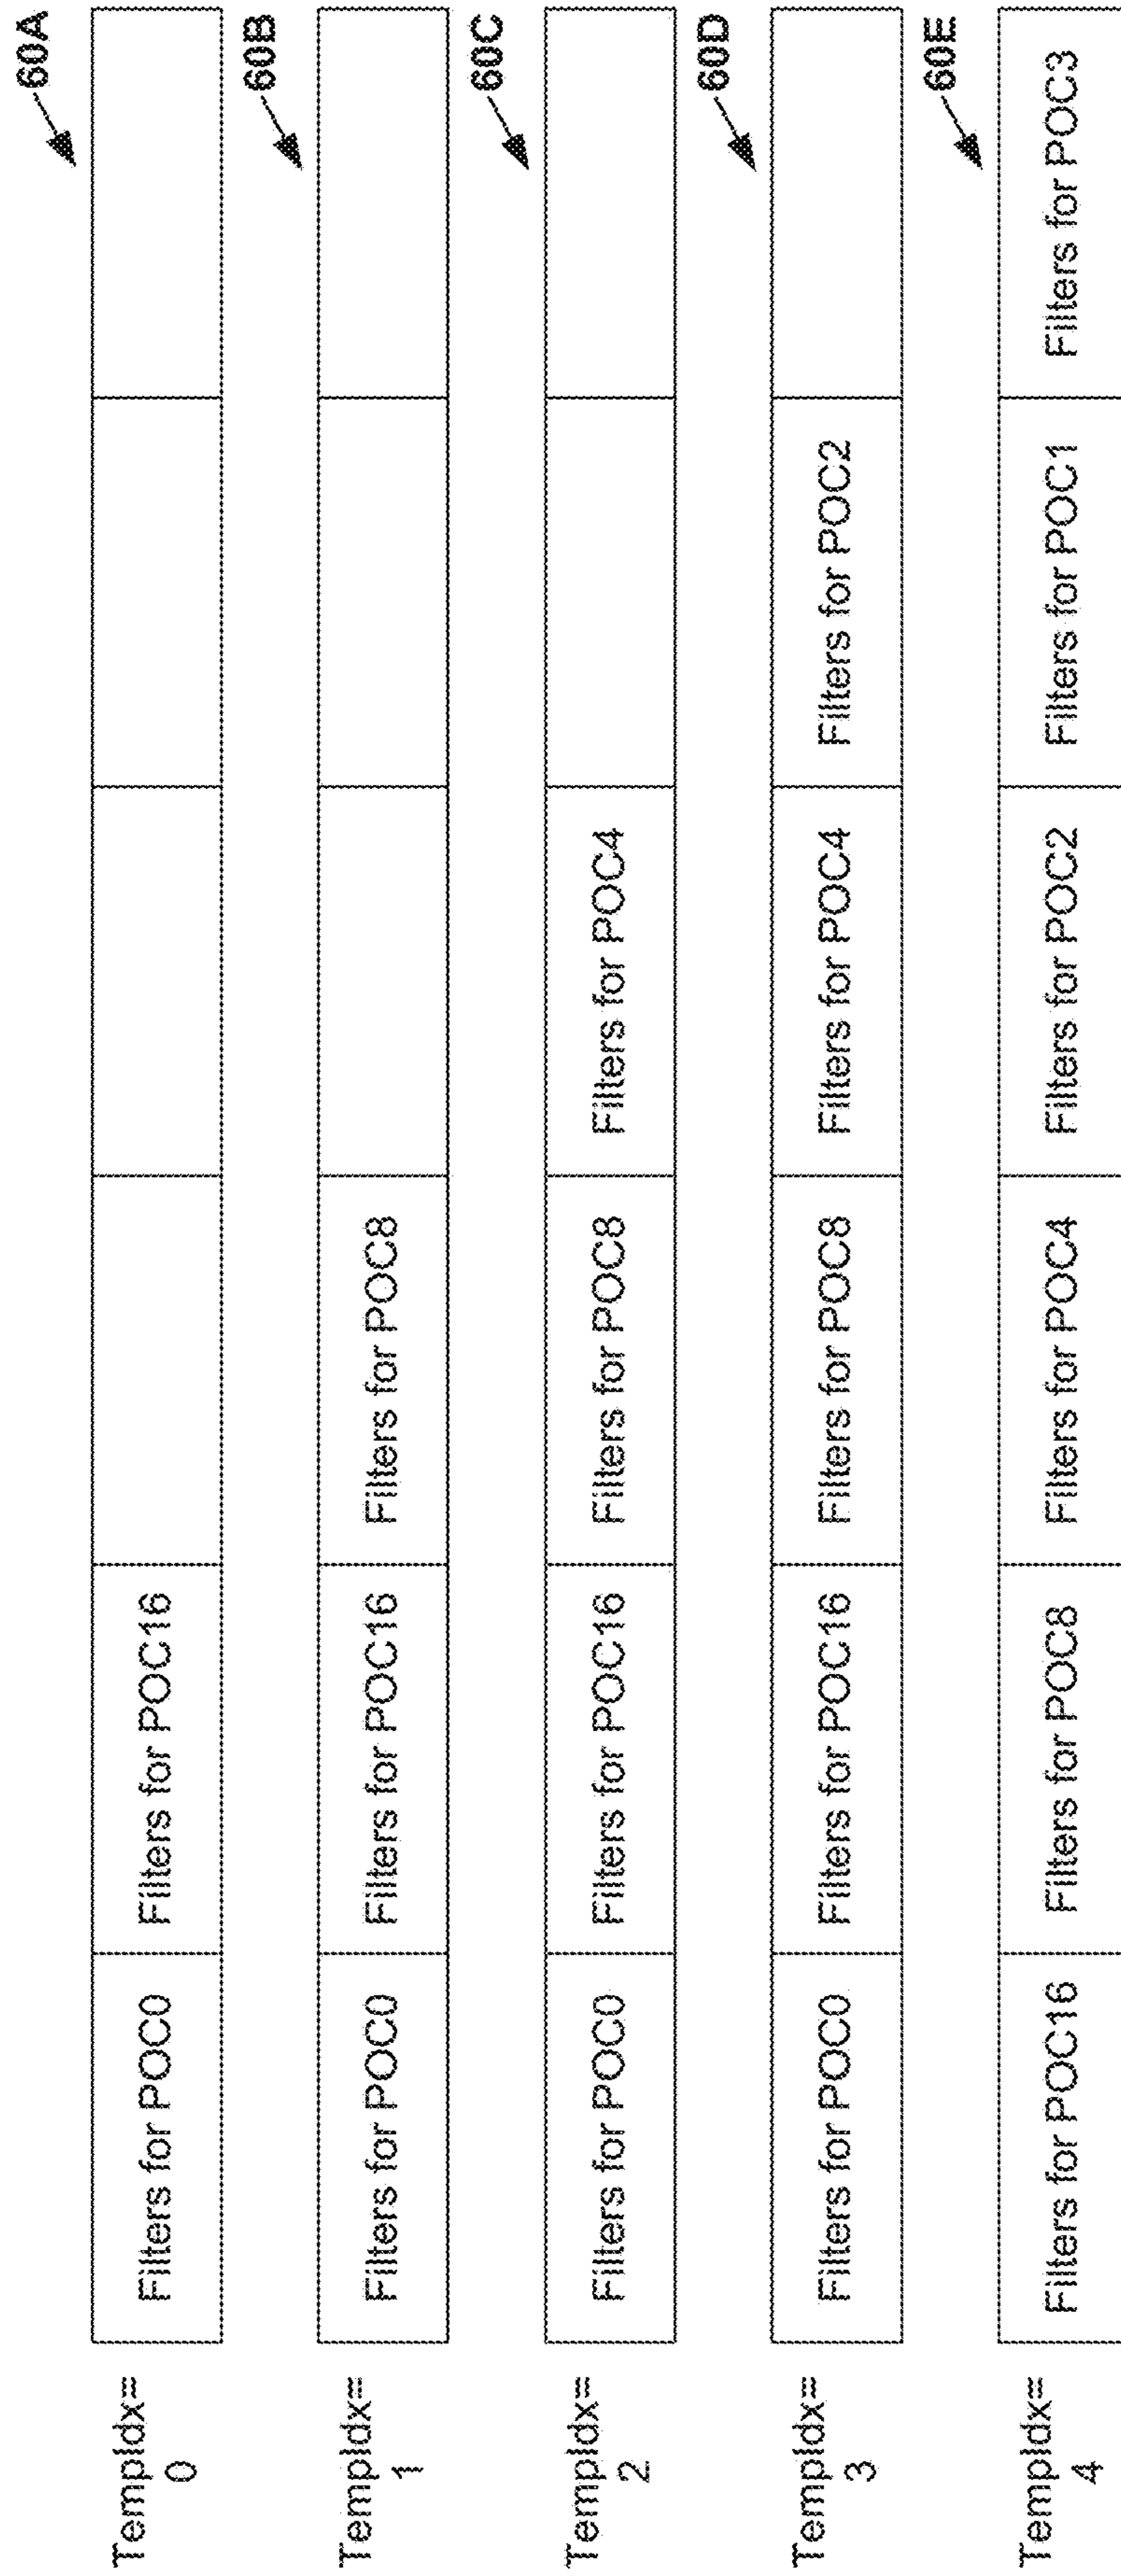 60A
TempIdx=
0
Filters for POC0
Filters for POC16
60B
TempIdx=
1
Filters for POC0
Filters for POC16
Filters for POC8
60C
TempIdx=
2
Filters for POC0
Filters for POC16
Filters for POC8
Filters for POC4
60D
TempIdx=
3
Filters for POC0
Filters for POC16
Filters for POC8
Filters for POC4
Filters for POC2
60E
TempIdx=
4
Filters for POC16
Filters for POC8
Filters for POC4
Filters for POC2
Filters for POC1
Filters for POC3